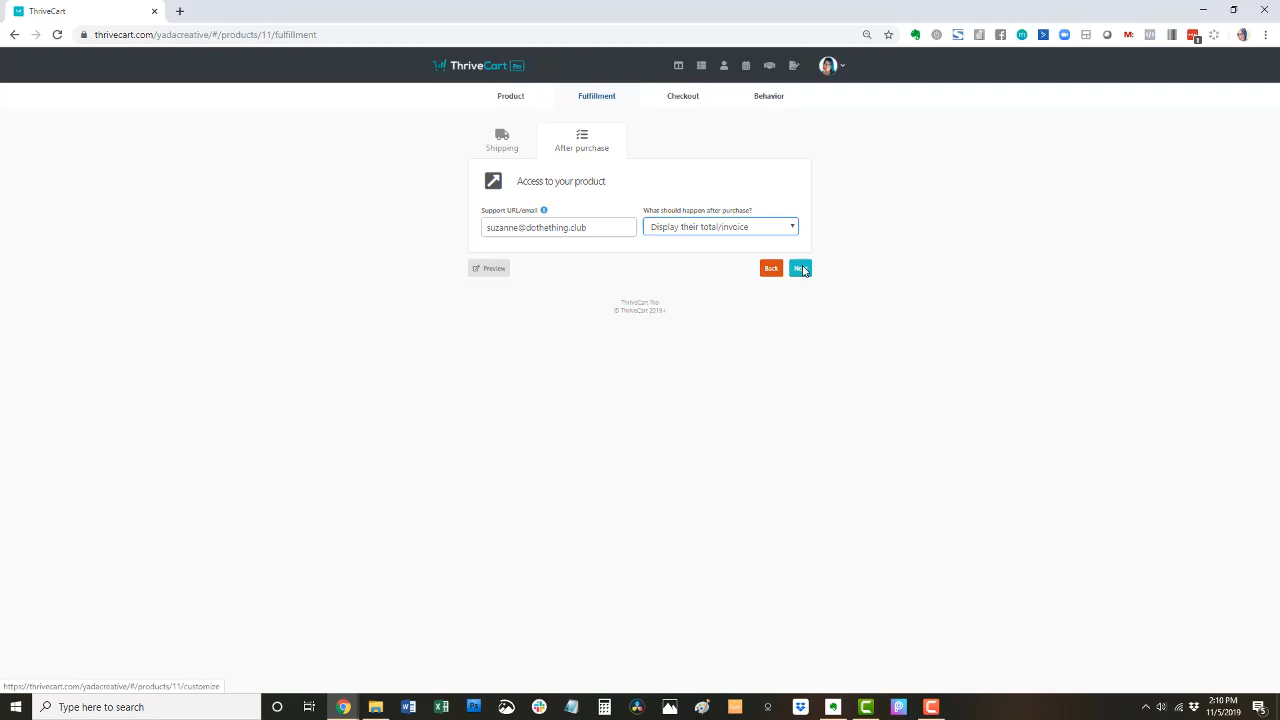 ThriveCart
thrivecart.com/yadacreative/#/products/11/fulfillment
ThriveCart Pro
Product Fulfillment Checkout Behavior
Shipping After purchase
Access to your product
Support URL/email What should happen after purchase?
suzanne@dothething.club Display their total/invoice
Preview Back
ThriveCart Pro
© ThriveCart 2019+
https://thrivecart.com/yadacreative/#/products/11/customize
Type here to search
2:10 PM
11/5/2019